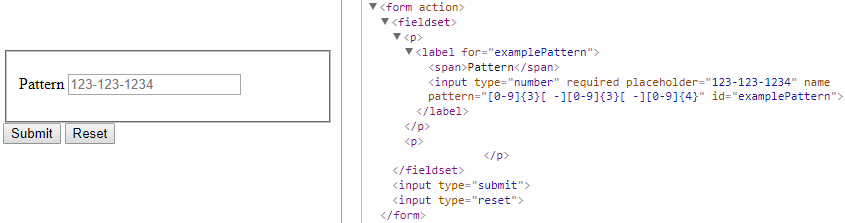 Pattern 123-123-1234
Submit Reset
▼<form action>
▼<fieldset>
▼<p>
▼<label for="examplePattern">
<span>Pattern</span>
<input type="number" required placeholder="123-123-1234" name
pattern="[0-9]{3}[ -][0-9]{3}[ -][0-9]{4}" id="examplePattern">
</label>
</p>
<p>
</p>
</fieldset>
<input type="submit">
<input type="reset">
</form>